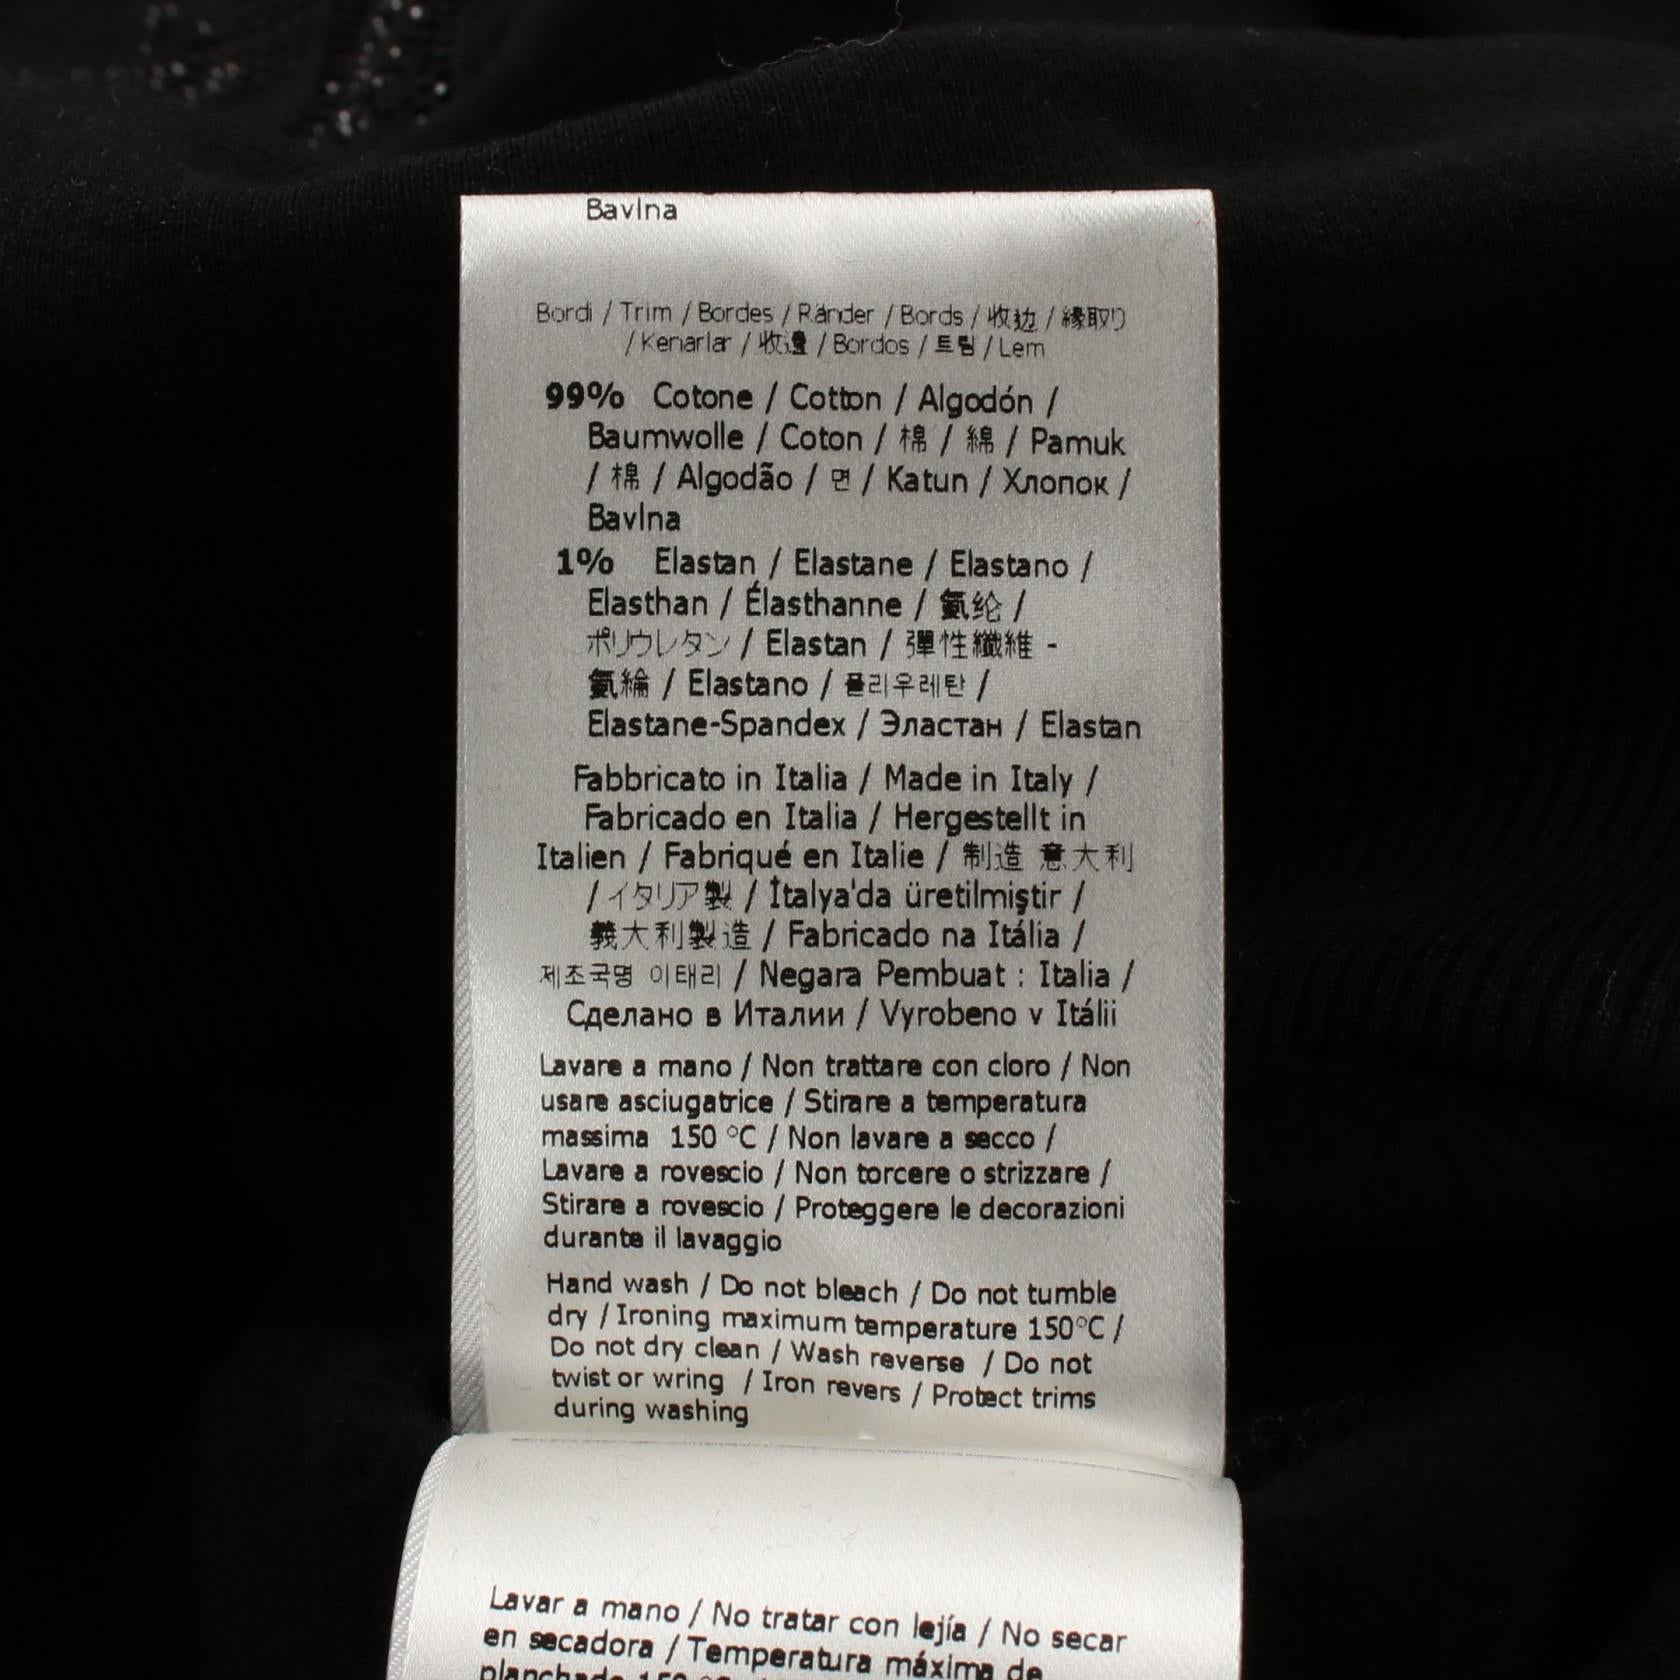 Bavlna
Bordi / Trim / Bordes / Ränder / Bords / 收边 / 縁取り
/ Kenarlar / 收邊 / Bordos / 트림 / Lem
99% Cotone / Cotton / Algodón /
Baumwolle / Coton / 棉 / 綿 / Pamuk
/ 棉 / Algodão / 면 / Katun / Хлопок /
Bavlna
1% Elastan / Elastane / Elastano /
Elasthan / Élasthanne / 氨纶 /
ポリウレタン / Elastan / 彈性纖維 -
氨綸 / Elastano / 폴리우레탄 /
Elastane-Spandex / Эластан / Elastan
Fabbricato in Italia / Made in Italy /
Fabricado en Italia / Hergestellt in
Italien / Fabriqué en Italie / 制造 意大利
/ イタリア製 / İtalya'da üretilmiştir /
義大利製造 / Fabricado na Itália /
제조국명 이태리 / Negara Pembuat : Italia /
Сделано в Италии / Vyrobeno v Itálii
Lavare a mano / Non trattare con cloro / Non
usare asciugatrice / Stirare a temperatura
massima 150 °C / Non lavare a secco /
Lavare a rovescio / Non torcere o strizzare /
Stirare a rovescio / Proteggere le decorazioni
durante il lavaggio
Hand wash / Do not bleach / Do not tumble
dry / Ironing maximum temperature 150°C /
Do not dry clean / Wash reverse / Do not
twist or wring / Iron revers / Protect trims
during washing
Lavar a mano / No tratar con lejía / No secar
en secadora / Temperatura máxima de
planchado 150 °C